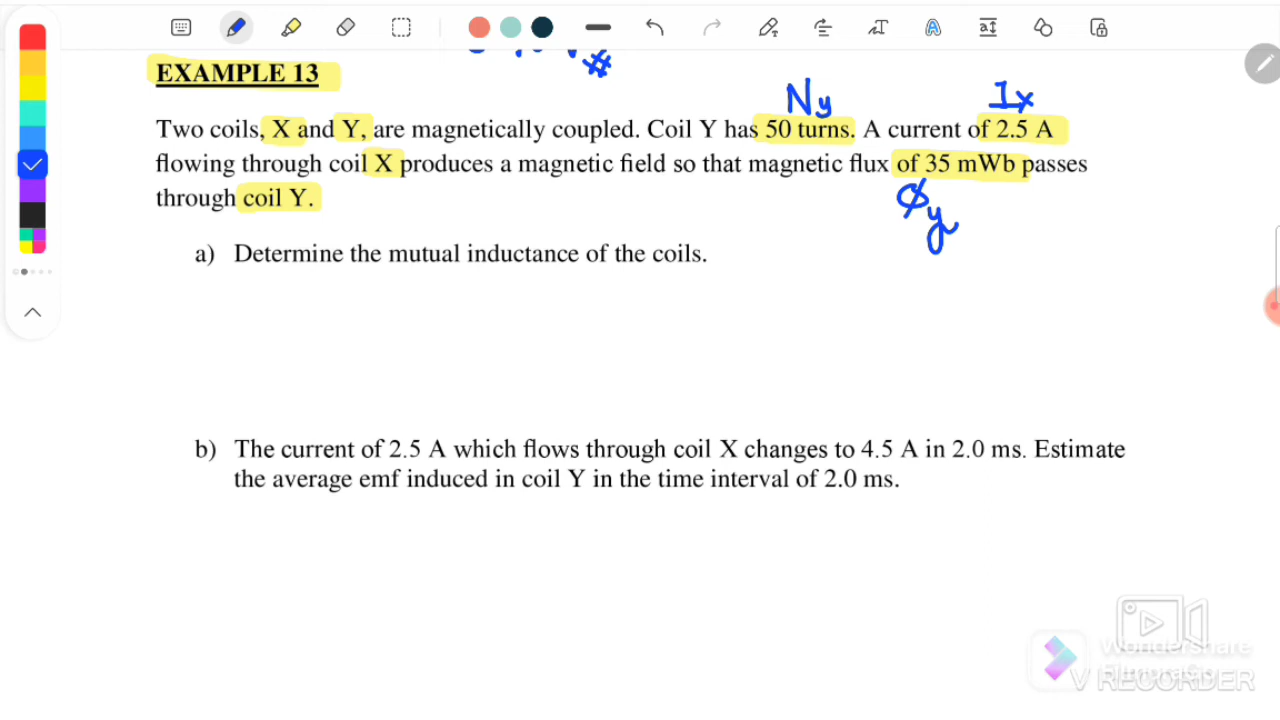 EXAMPLE 13
Ny
Ix
Two coils, X and Y, are magnetically coupled. Coil Y has 50 turns. A current of 2.5 A
flowing through coil X produces a magnetic field so that magnetic flux of 35 mWb passes
through coil Y.
ϕy
a) Determine the mutual inductance of the coils.
b) The current of 2.5 A which flows through coil X changes to 4.5 A in 2.0 ms. Estimate
the average emf induced in coil Y in the time interval of 2.0 ms.
Wondershare
V RECORDER